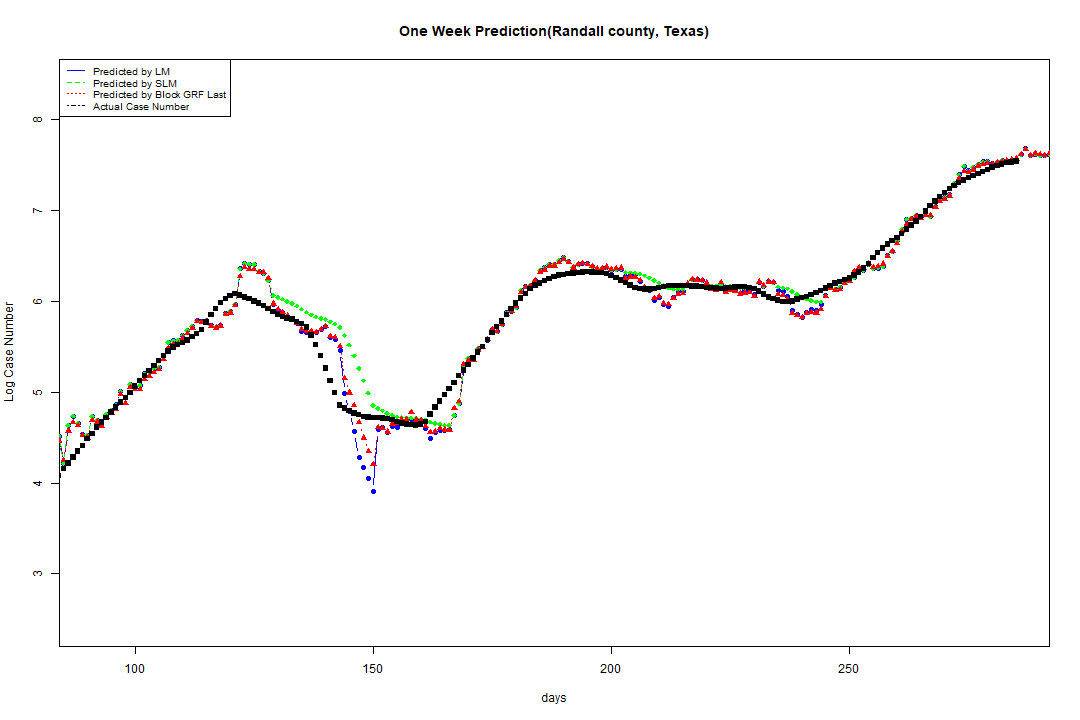 One Week Prediction(Randall county, Texas)
Predicted by LM
Predicted by SLM
Predicted by Block GRF Last
Actual Case Number
8
7
6
5
4
3
Log Case Number
100 150 200 250
days